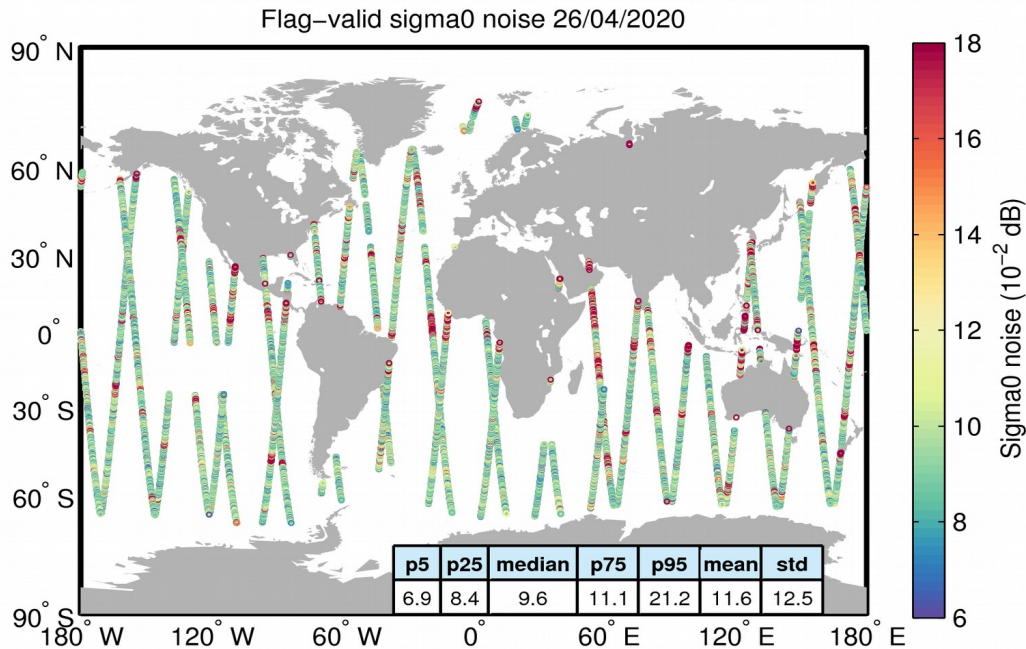 Flag−valid sigma0 noise 26/04/2020
90° N
60° N
30° N
0°
30° S
60° S
90° S
180° W
120° W
60° W
0°
60° E
120° E
180° E
p5 p25 median p75 p95 mean std
6.9 8.4 9.6 11.1 21.2 11.6 12.5
18
16
14
12
10
8
6
Sigma0 noise (10⁻² dB)